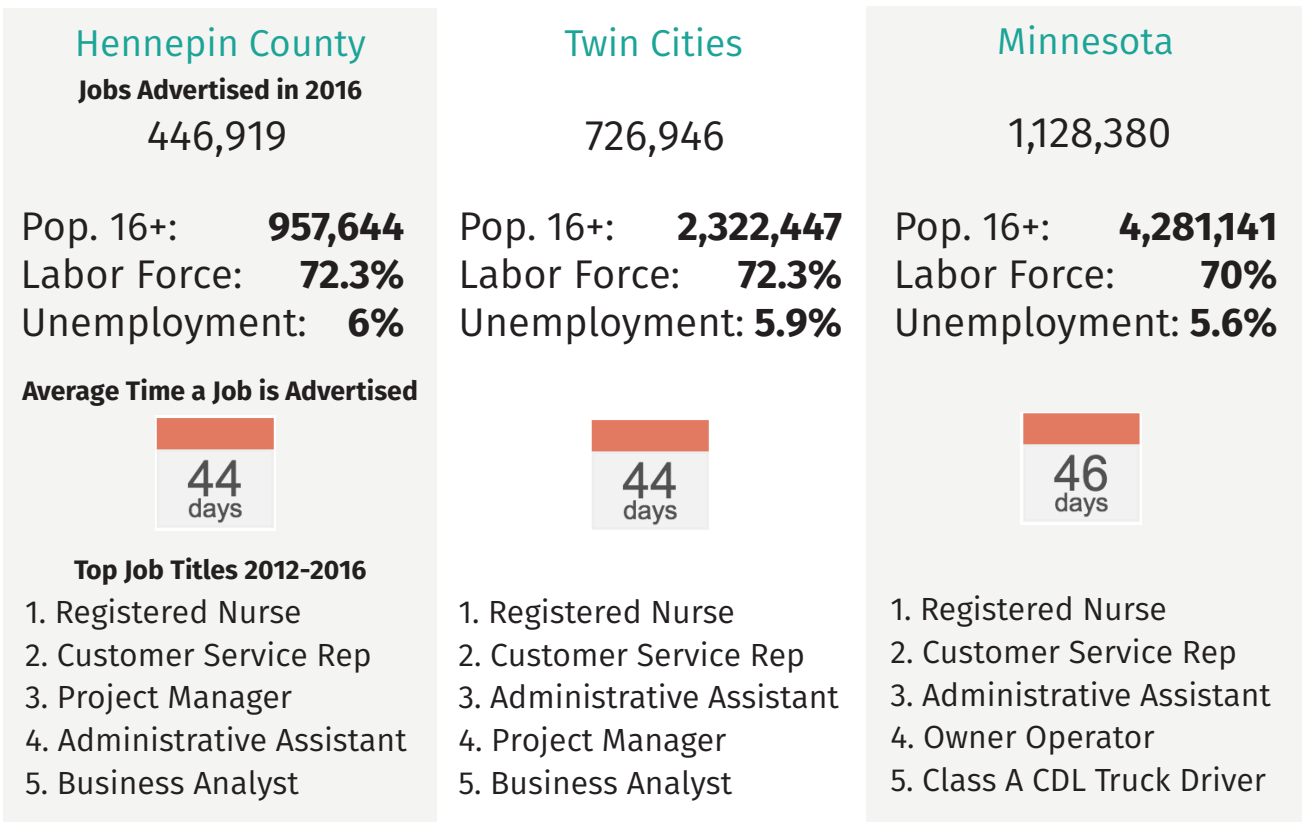 Hennepin County
Jobs Advertised in 2016
446,919
Pop. 16+: 957,644
Labor Force: 72.3%
Unemployment: 6%
Average Time a Job is Advertised
44
days
Top Job Titles 2012-2016
1. Registered Nurse
2. Customer Service Rep
3. Project Manager
4. Administrative Assistant
5. Business Analyst
Twin Cities
726,946
Pop. 16+: 2,322,447
Labor Force: 72.3%
Unemployment: 5.9%
44
days
1. Registered Nurse
2. Customer Service Rep
3. Administrative Assistant
4. Project Manager
5. Business Analyst
Minnesota
1,128,380
Pop. 16+: 4,281,141
Labor Force: 70%
Unemployment: 5.6%
46
days
1. Registered Nurse
2. Customer Service Rep
3. Administrative Assistant
4. Owner Operator
5. Class A CDL Truck Driver